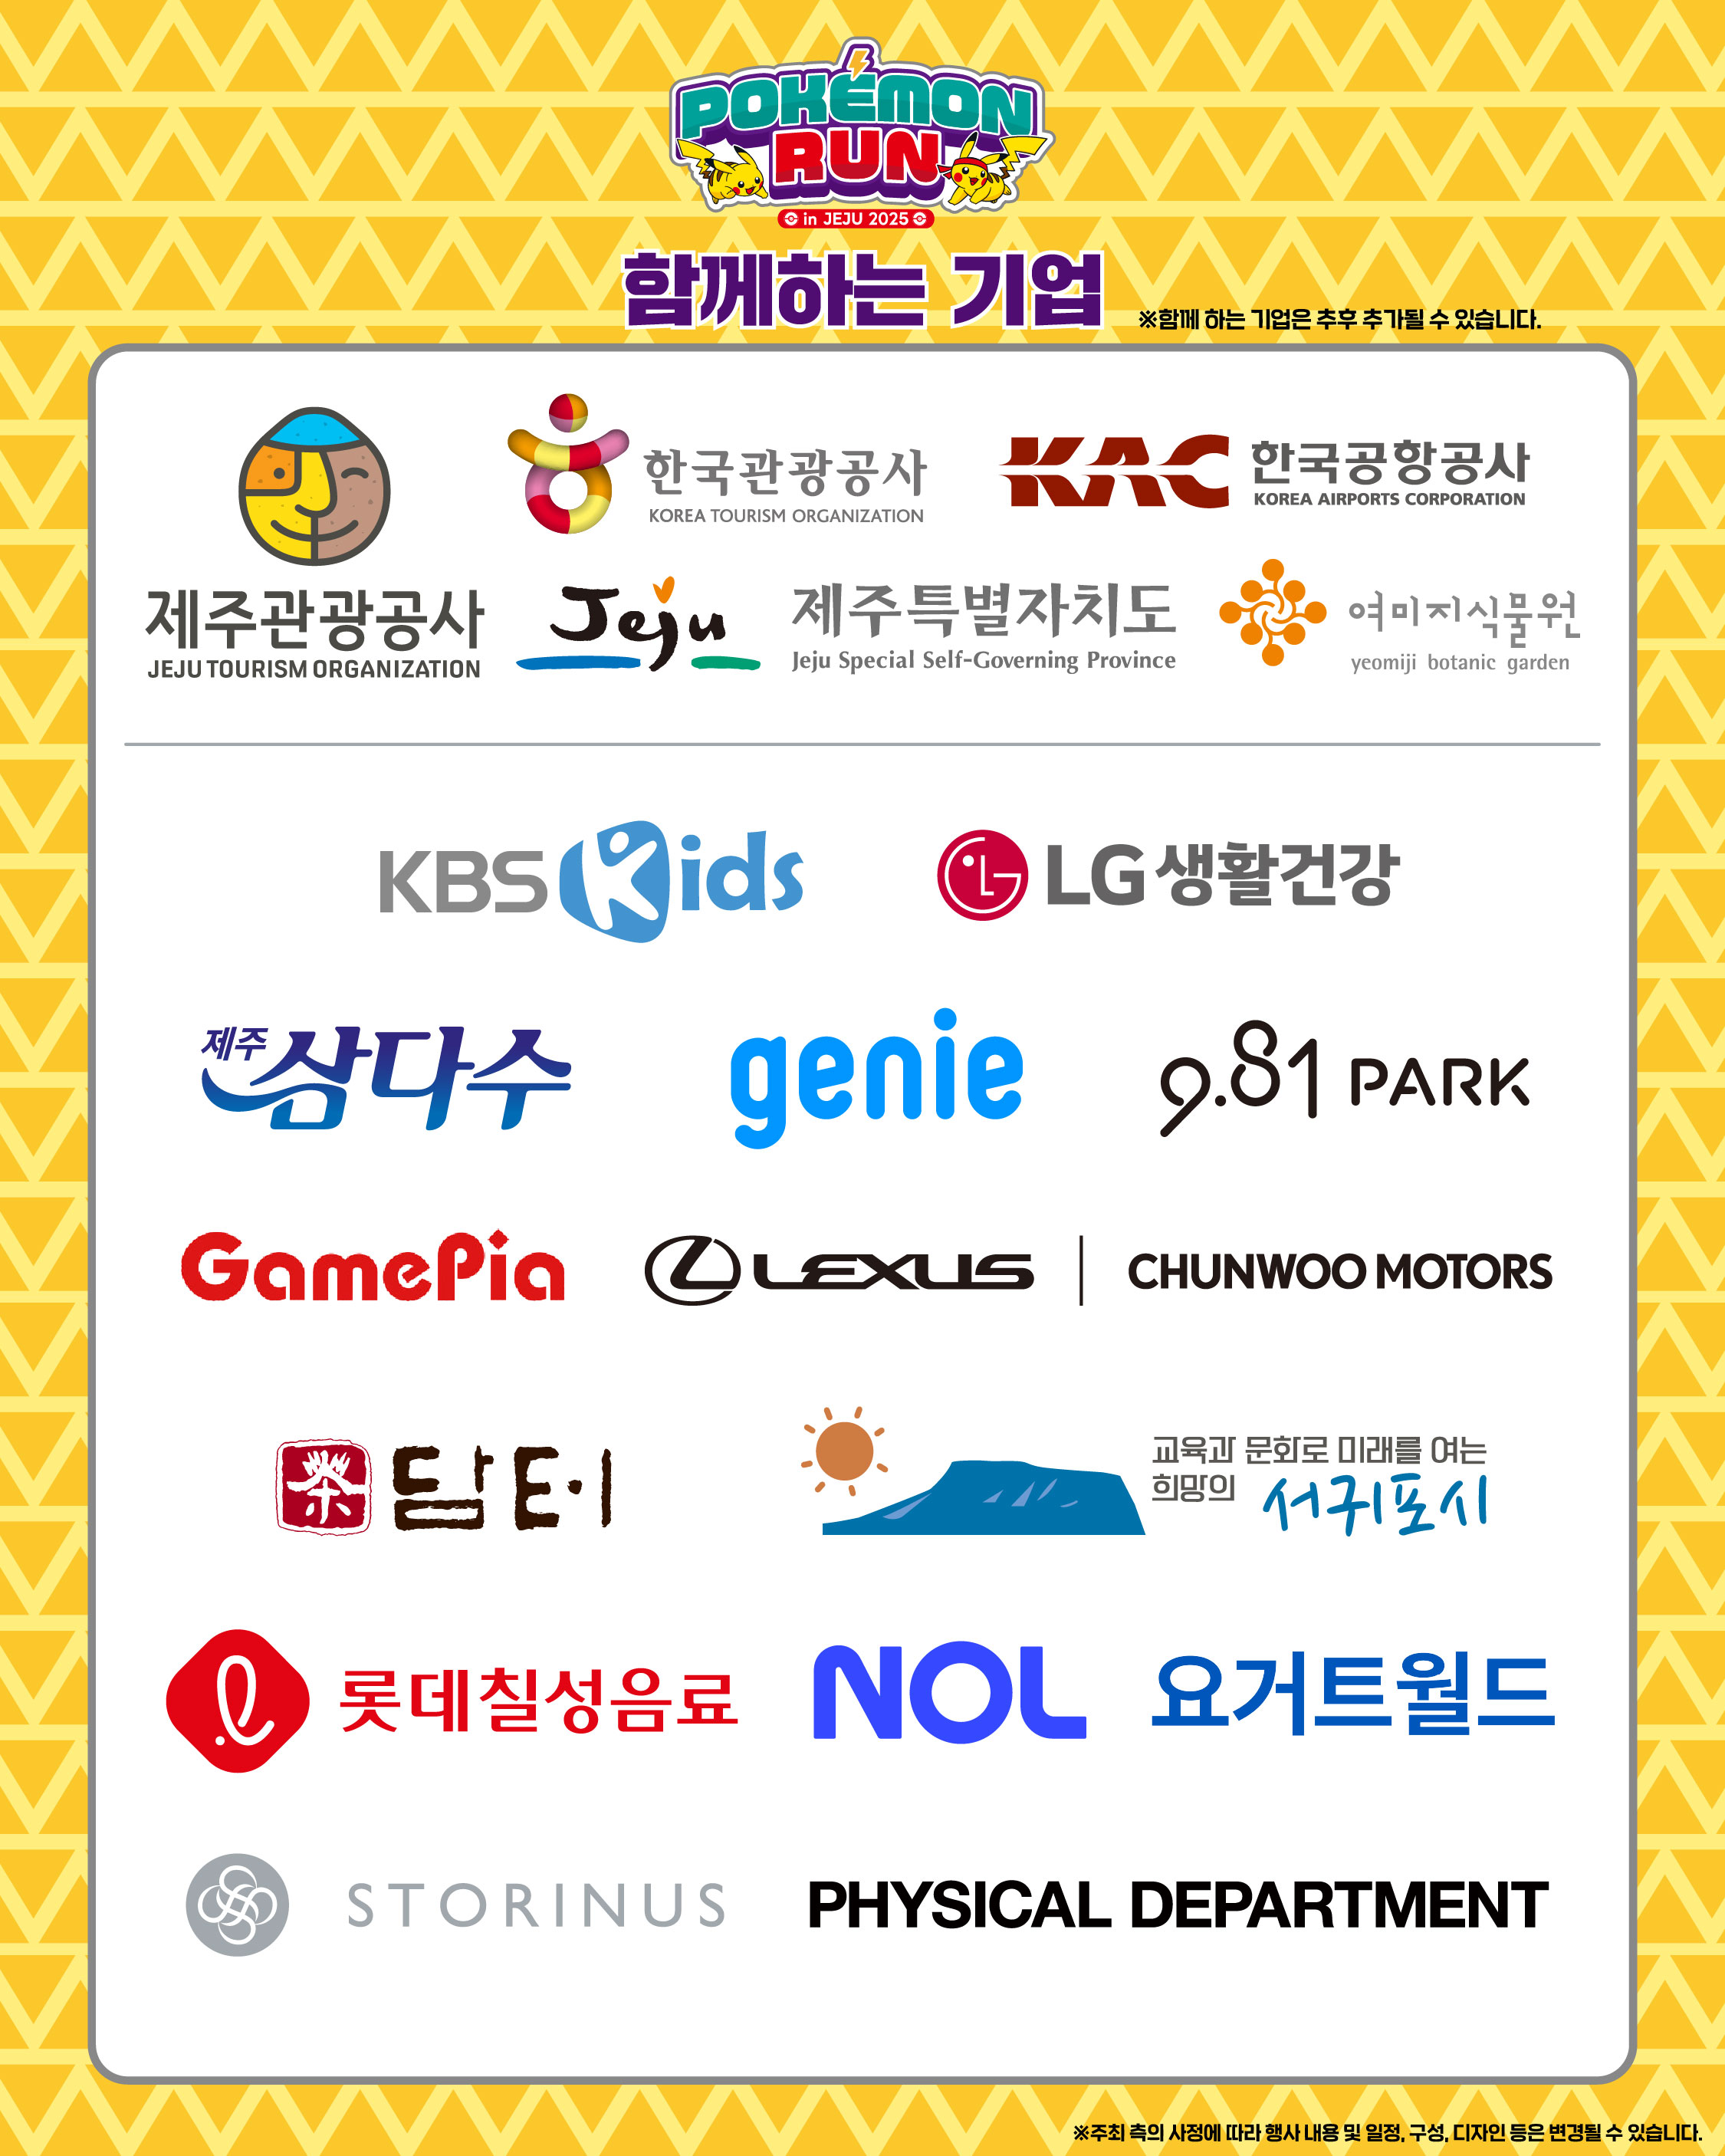 POKÉMON
RUN
in JEJU 2025
함께하는 기업
※함께 하는 기업은 추후 추가될 수 있습니다.
제주관광공사
JEJU TOURISM ORGANIZATION
한국관광공사
KOREA TOURISM ORGANIZATION
KAC 한국공항공사
KOREA AIRPORTS CORPORATION
Jeju 제주특별자치도
Jeju Special Self-Governing Province
여미지식물원
yeomiji botanic garden
KBS Kids
LG 생활건강
제주 삼다수
genie
9.81 PARK
GamePia
LEXUS | CHUNWOO MOTORS
茶 담터
교육과 문화로 미래를 여는
희망의 서귀포시
롯데칠성음료
NOL
요거트월드
STORINUS
PHYSICAL DEPARTMENT
※주최 측의 사정에 따라 행사 내용 및 일정, 구성, 디자인 등은 변경될 수 있습니다.